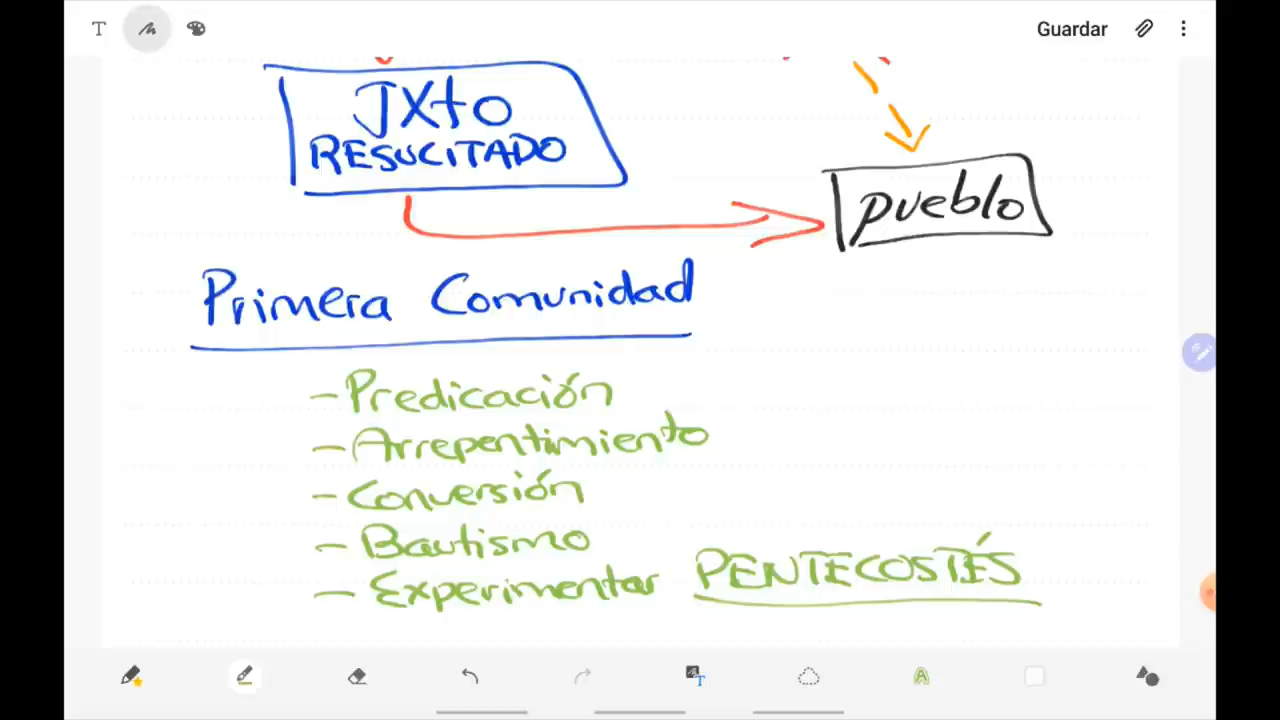 T
Guardar
JXto
RESUCITADO
pueblo
Primera Comunidad
- Predicación
- Arrepentimiento
- Conversión
- Bautismo
- Experimentar PENTECOSTÉS
T
A